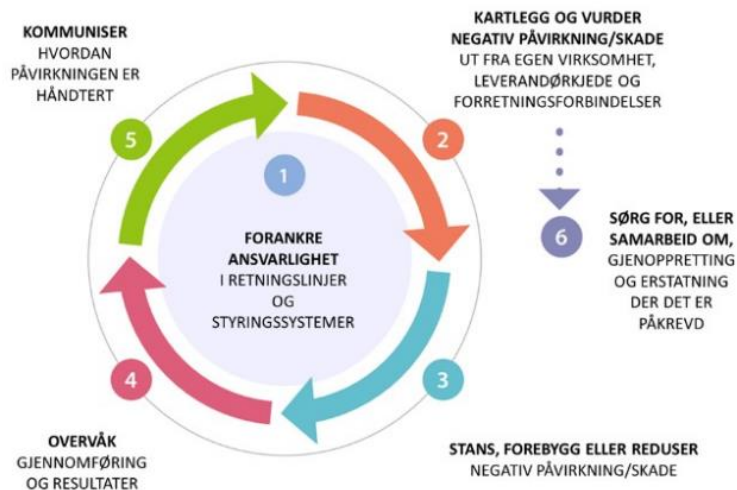 1
FORANKRE
ANSVARLIGHET
I RETNINGSLINJER
OG
STYRINGSSYSTEMER
2
KARTLEGG OG VURDER
NEGATIV PÅVIRKNING/SKADE
UT FRA EGEN VIRKSOMHET,
LEVERANDØRKJEDE OG
FORRETNINGSFORBINDELSER
3
STANS, FOREBYGG ELLER REDUSER
NEGATIV PÅVIRKNING/SKADE
4
OVERVÅK
GJENNOMFØRING
OG RESULTATER
5
KOMMUNISER
HVORDAN
PÅVIRKNINGEN ER
HÅNDTERT
6
SØRG FOR, ELLER
SAMARBEID OM,
GJENOPPRETTING
OG ERSTATNING
DER DET ER
PÅKREVD